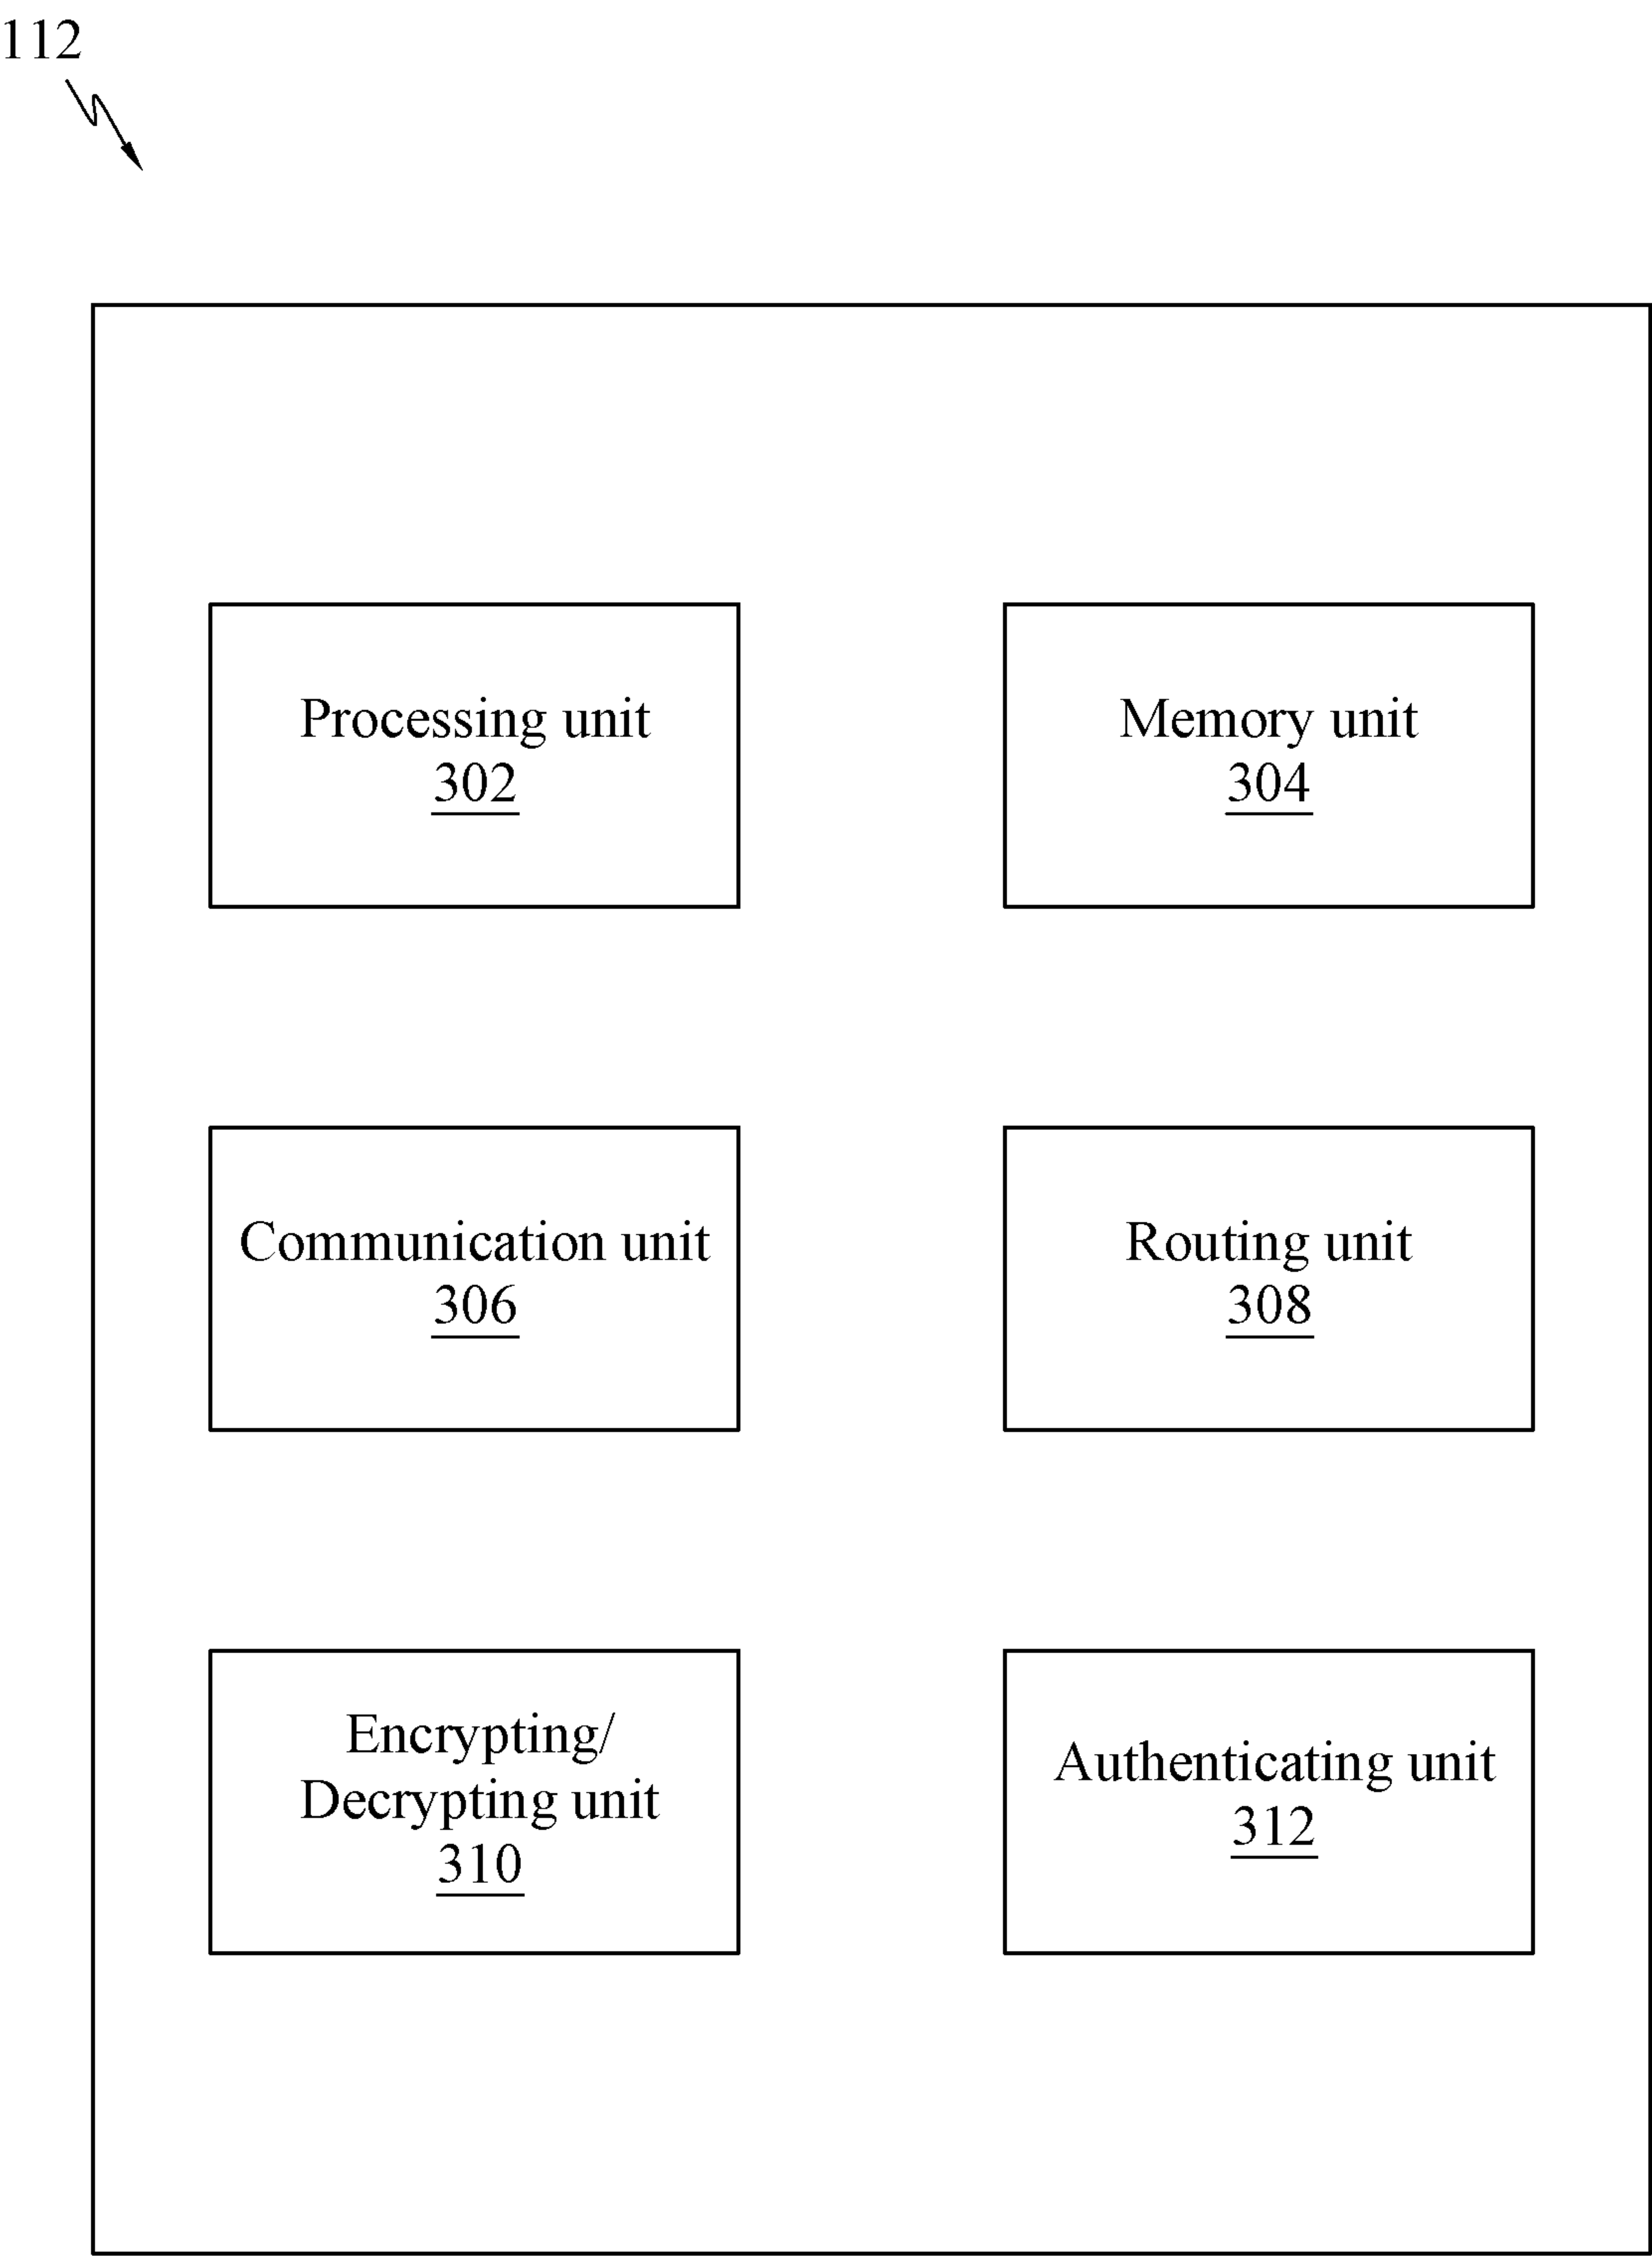 112
Processing unit
302
Memory unit
304
Communication unit
306
Routing unit
308
Encrypting/
Decrypting unit
310
Authenticating unit
312